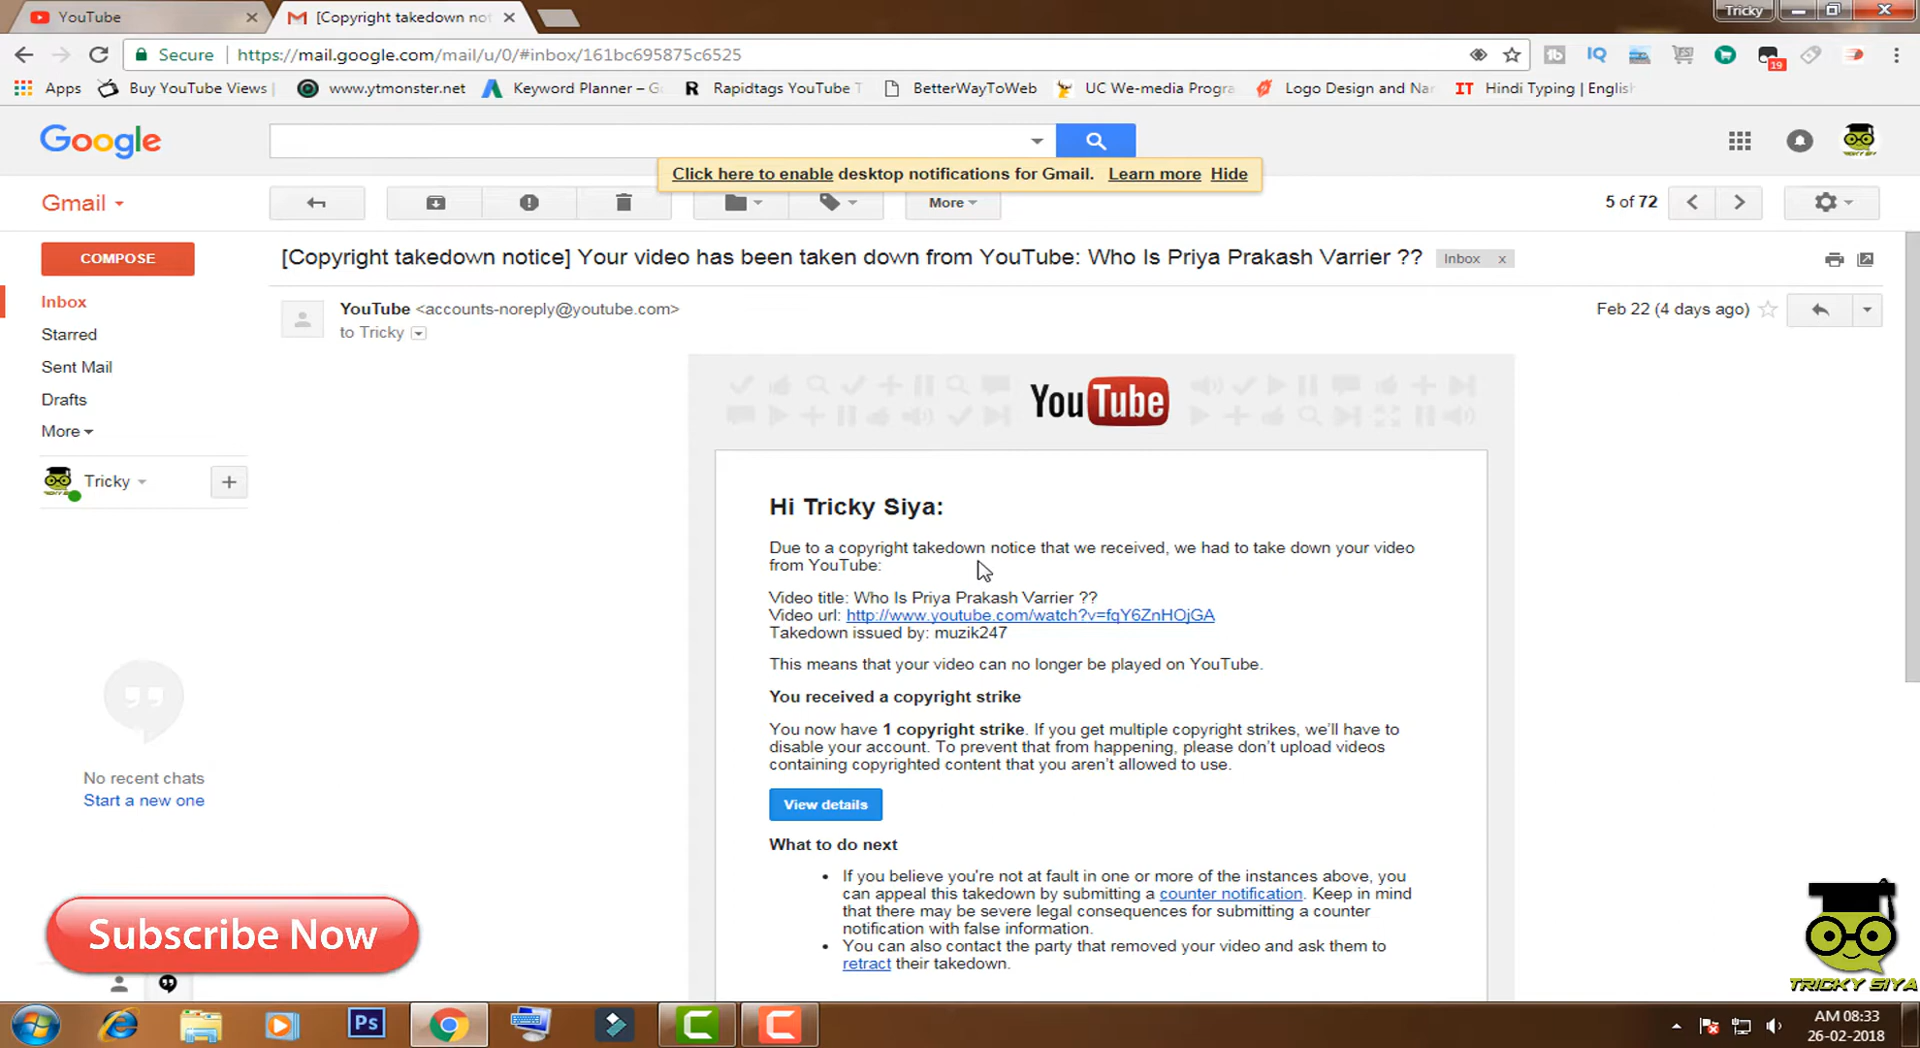 YouTube
[Copyright takedown not
Tricky
Secure
https://mail.google.com/mail/u/0/#inbox/161bc695875c6525
19
Apps
Buy YouTube Views
www.ytmonster.net
Keyword Planner – G
Rapidtags YouTube T
BetterWayToWeb
UC We-media Progra
Logo Design and Nar
Hindi Typing | English
Google
Click here to enable desktop notifications for Gmail. Learn more Hide
Gmail
More
5 of 72
COMPOSE
[Copyright takedown notice] Your video has been taken down from YouTube: Who Is Priya Prakash Varrier ??
Inbox x
Inbox
Starred
Sent Mail
Drafts
More
Tricky
YouTube <accounts-noreply@youtube.com>
to Tricky
Feb 22 (4 days ago)
YouTube
Hi Tricky Siya:
Due to a copyright takedown notice that we received, we had to take down your video
from YouTube:
Video title: Who Is Priya Prakash Varrier ??
Video url: http://www.youtube.com/watch?v=fqY6ZnHOjGA
Takedown issued by: muzik247
This means that your video can no longer be played on YouTube.
You received a copyright strike
You now have 1 copyright strike. If you get multiple copyright strikes, we'll have to
disable your account. To prevent that from happening, please don't upload videos
containing copyrighted content that you aren't allowed to use.
View details
What to do next
• If you believe you're not at fault in one or more of the instances above, you
can appeal this takedown by submitting a counter notification. Keep in mind
that there may be severe legal consequences for submitting a counter
notification with false information.
• You can also contact the party that removed your video and ask them to
retract their takedown.
No recent chats
Start a new one
Subscribe Now
TRICKY SIYA
Ps
AM 08:33
26-02-2018